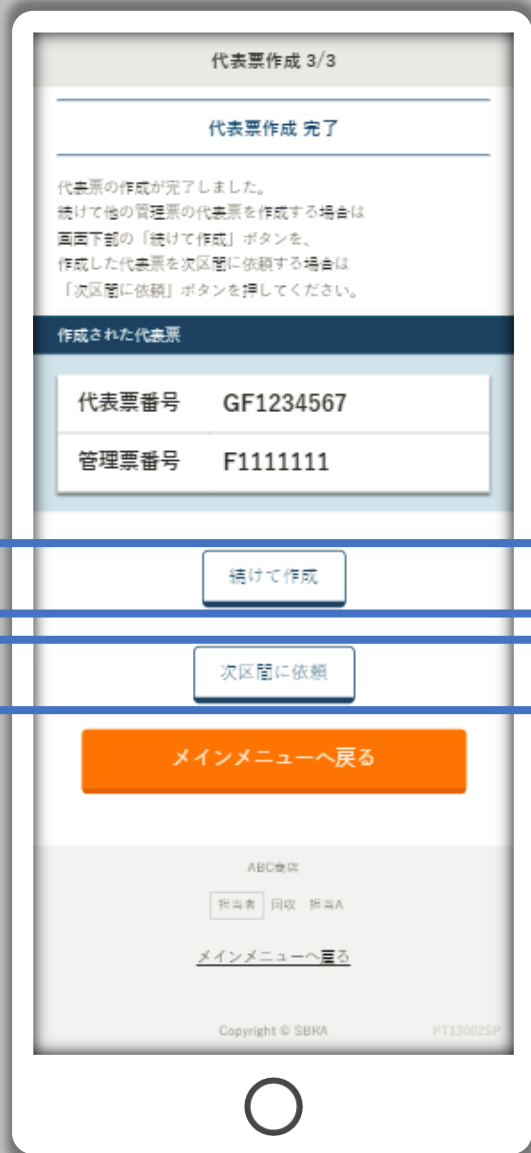 代表票作成 3/3
代表票作成 完了
代表票の作成が完了しました。
続けて他の管理票の代表票を作成する場合は
画面下部の「続けて作成」ボタンを、
作成した代表票を次区間に依頼する場合は
「次区間に依頼」ボタンを押してください。
作成された代表票
代表票番号 GF1234567
管理票番号 F1111111
続けて作成
次区間に依頼
メインメニューへ戻る
ABC商店
担当者 回収 担当A
メインメニューへ戻る
Copyright © SBRA PT13002SP